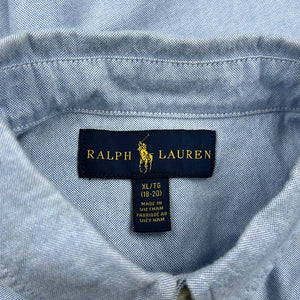 RALPH LAUREN
XL/TG
(18-20)
MADE IN
VIETNAM
FABRIQUÉ AU
VIET NAM